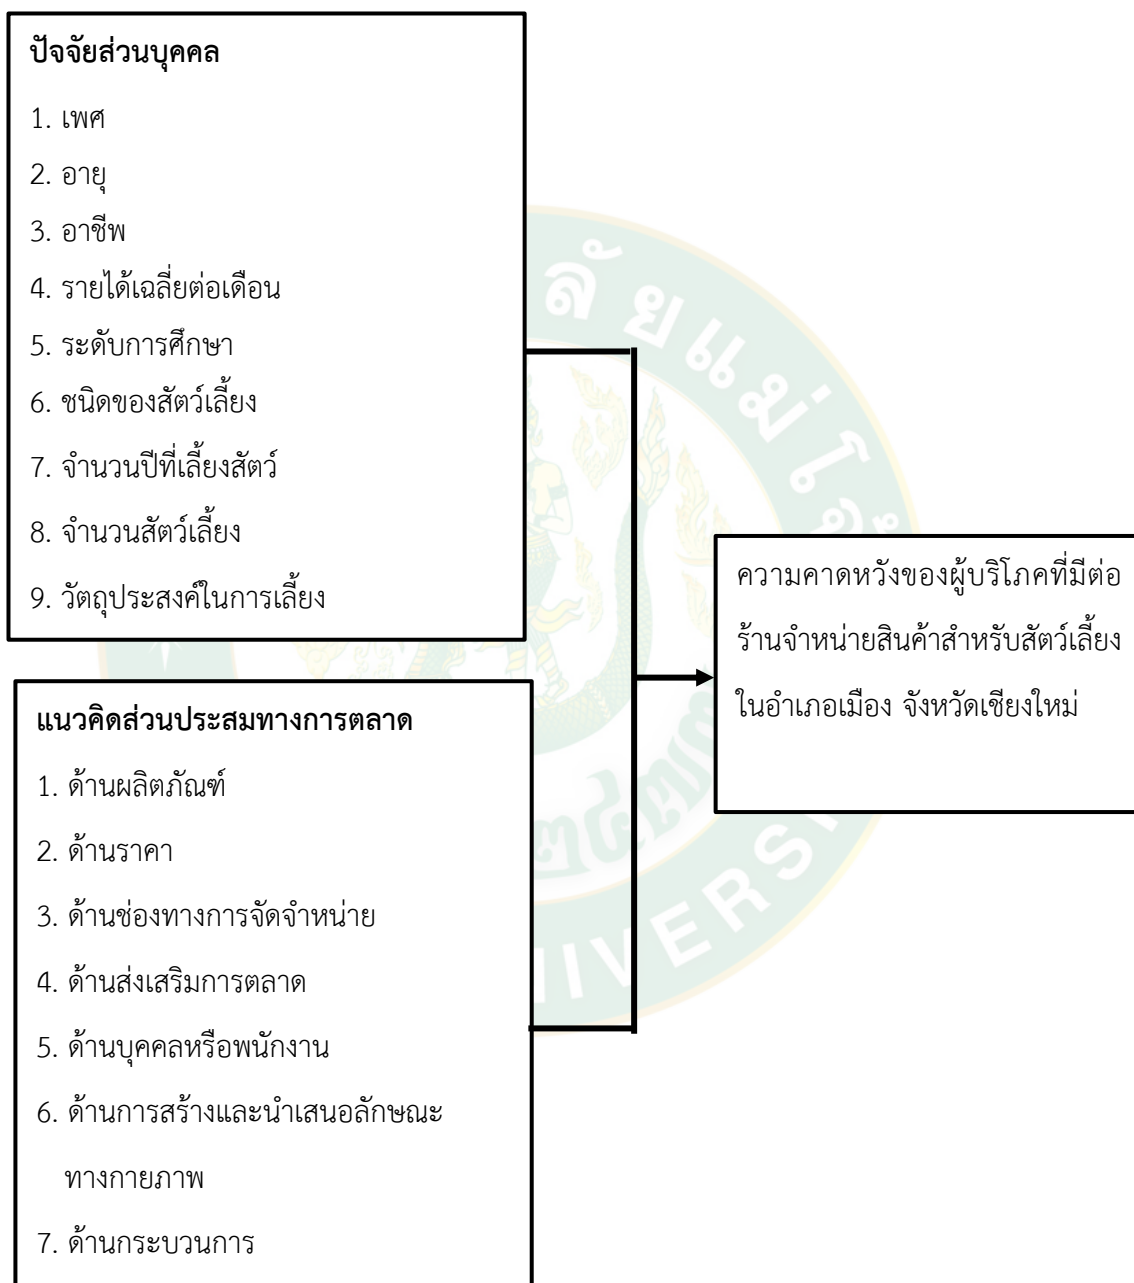 ปัจจัยส่วนบุคคล
1. เพศ
2. อายุ
3. อาชีพ
4. รายได้เฉลี่ยต่อเดือน
5. ระดับการศึกษา
6. ชนิดของสัตว์เลี้ยง
7. จำนวนปีที่เลี้ยงสัตว์
8. จำนวนสัตว์เลี้ยง
9. วัตถุประสงค์ในการเลี้ยง
แนวคิดส่วนประสมทางการตลาด
1. ด้านผลิตภัณฑ์
2. ด้านราคา
3. ด้านช่องทางการจัดจำหน่าย
4. ด้านส่งเสริมการตลาด
5. ด้านบุคคลหรือพนักงาน
6. ด้านการสร้างและนำเสนอลักษณะ
ทางกายภาพ
7. ด้านกระบวนการ
ความคาดหวังของผู้บริโภคที่มีต่อ
ร้านจำหน่ายสินค้าสำหรับสัตว์เลี้ยง
ในอำเภอเมือง จังหวัดเชียงใหม่